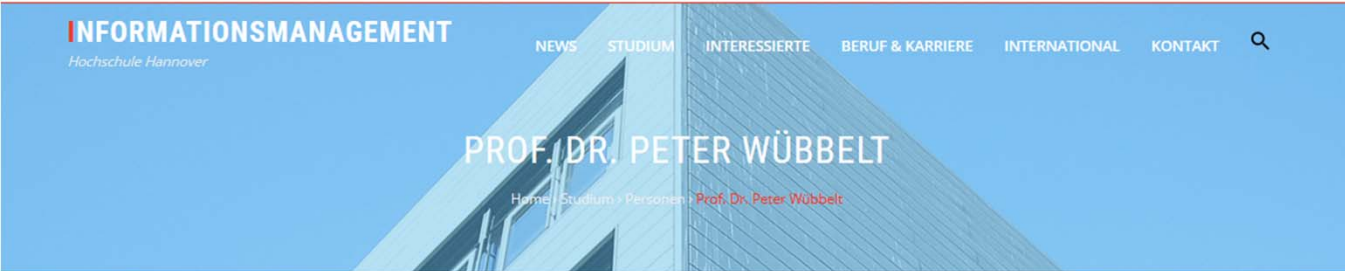 INFORMATIONSMANAGEMENT
Hochschule Hannover
NEWS STUDIUM INTERESSIERTE BERUF & KARRIERE INTERNATIONAL KONTAKT
PROF. DR. PETER WÜBBELT
Home › Studium › Personen › Prof. Dr. Peter Wübbelt